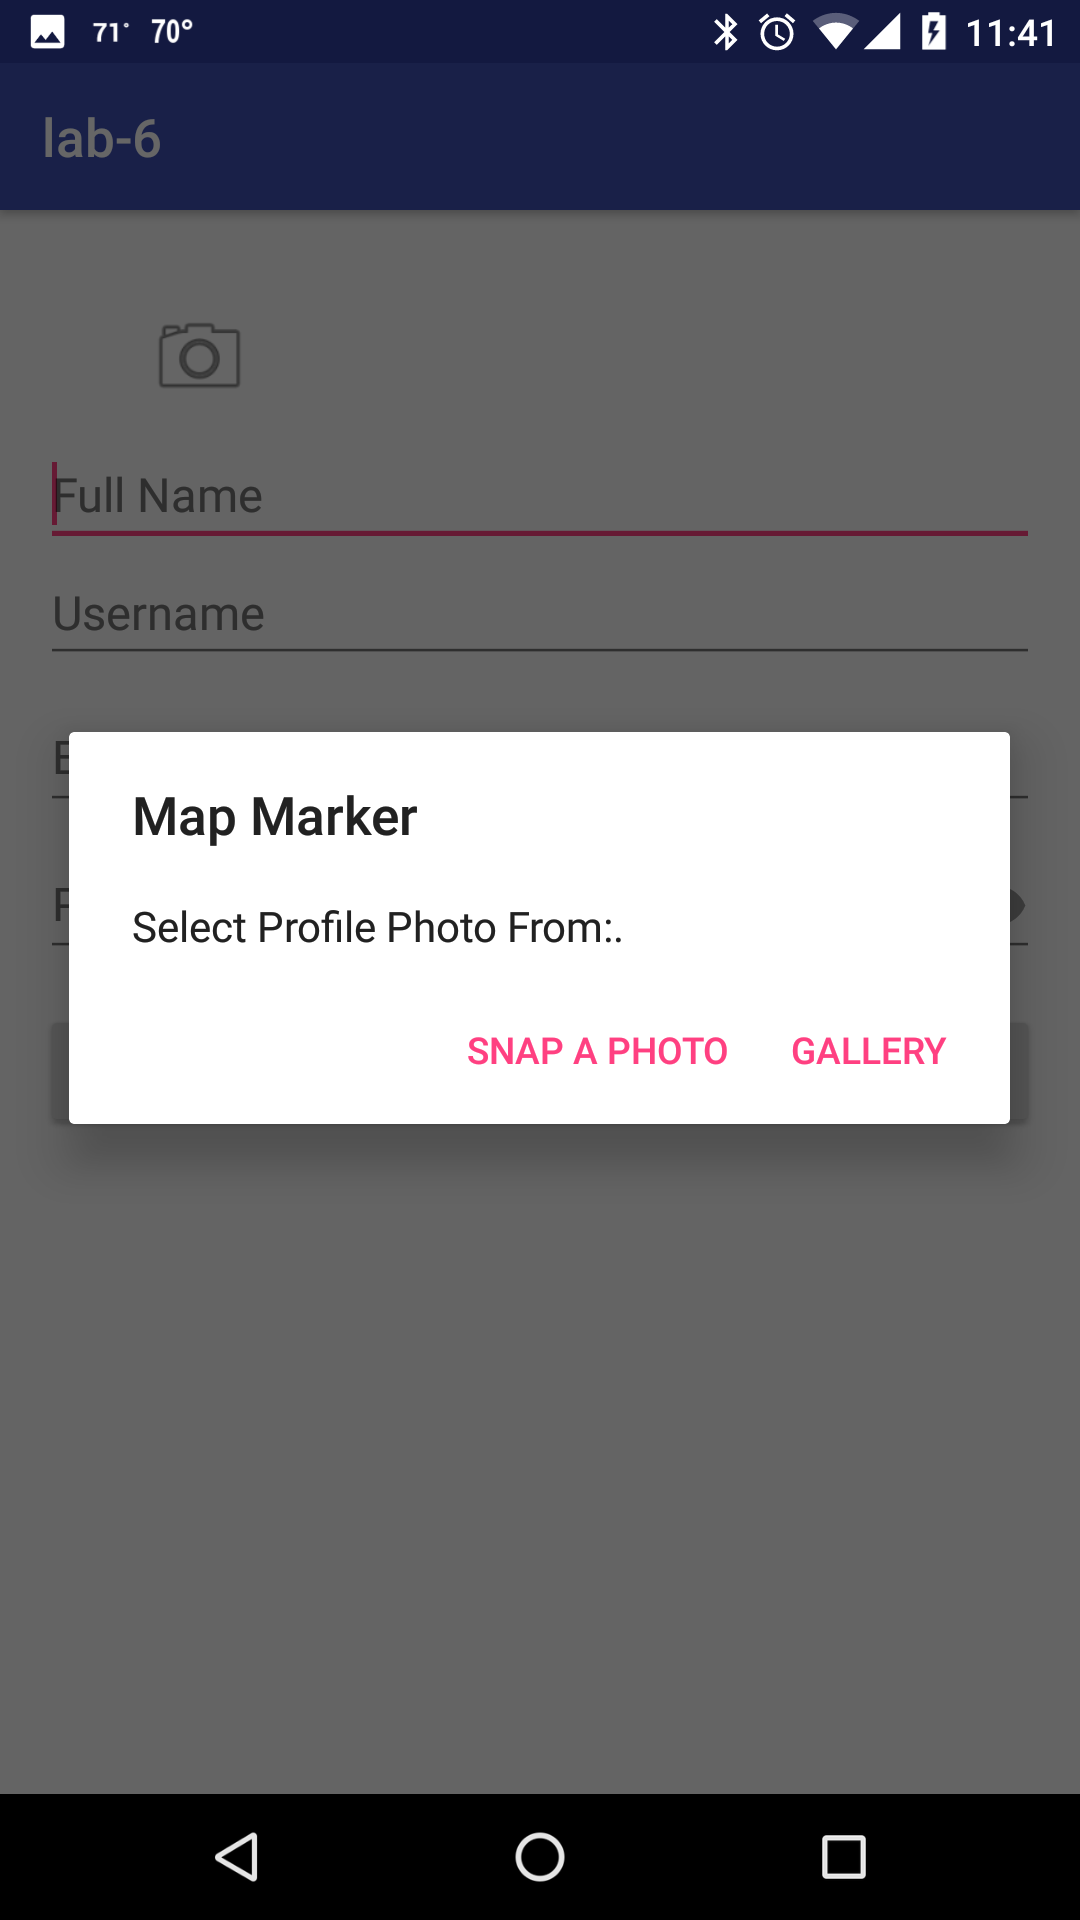 71° 70° 11:41
lab-6
Full Name
Username
E
Map Marker
Select Profile Photo From:.
SNAP A PHOTO GALLERY